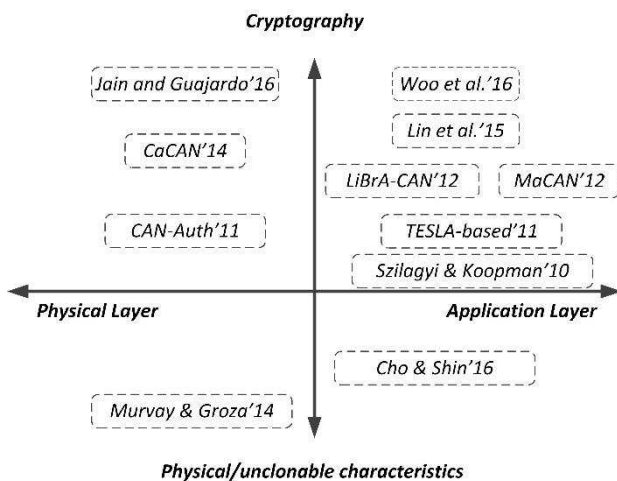 Cryptography
Jain and Guajardo'16
Woo et al.'16
Lin et al.'15
CaCAN'14
LiBrA-CAN'12
MaCAN'12
CAN-Auth'11
TESLA-based'11
Szilagyi & Koopman'10
Physical Layer
Application Layer
Cho & Shin'16
Murvay & Groza'14
Physical/unclonable characteristics